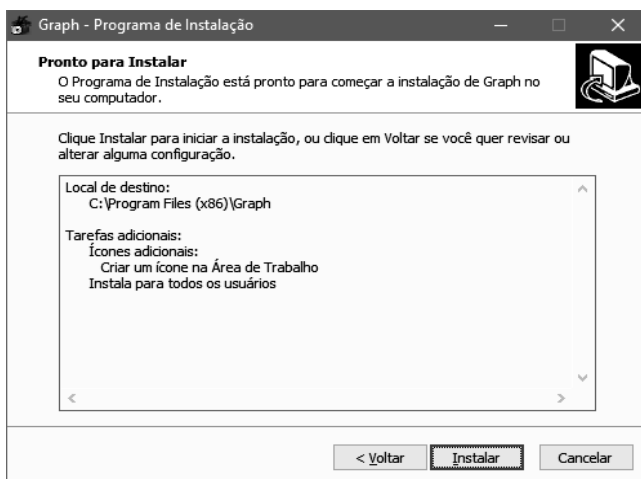 Graph - Programa de Instalação
Pronto para Instalar
O Programa de Instalação está pronto para começar a instalação de Graph no
seu computador.
Clique Instalar para iniciar a instalação, ou clique em Voltar se você quer revisar ou
alterar alguma configuração.
Local de destino:
C:\Program Files (x86)\Graph
Tarefas adicionais:
Ícones adicionais:
Criar um ícone na Área de Trabalho
Instala para todos os usuários
< Voltar
Instalar
Cancelar